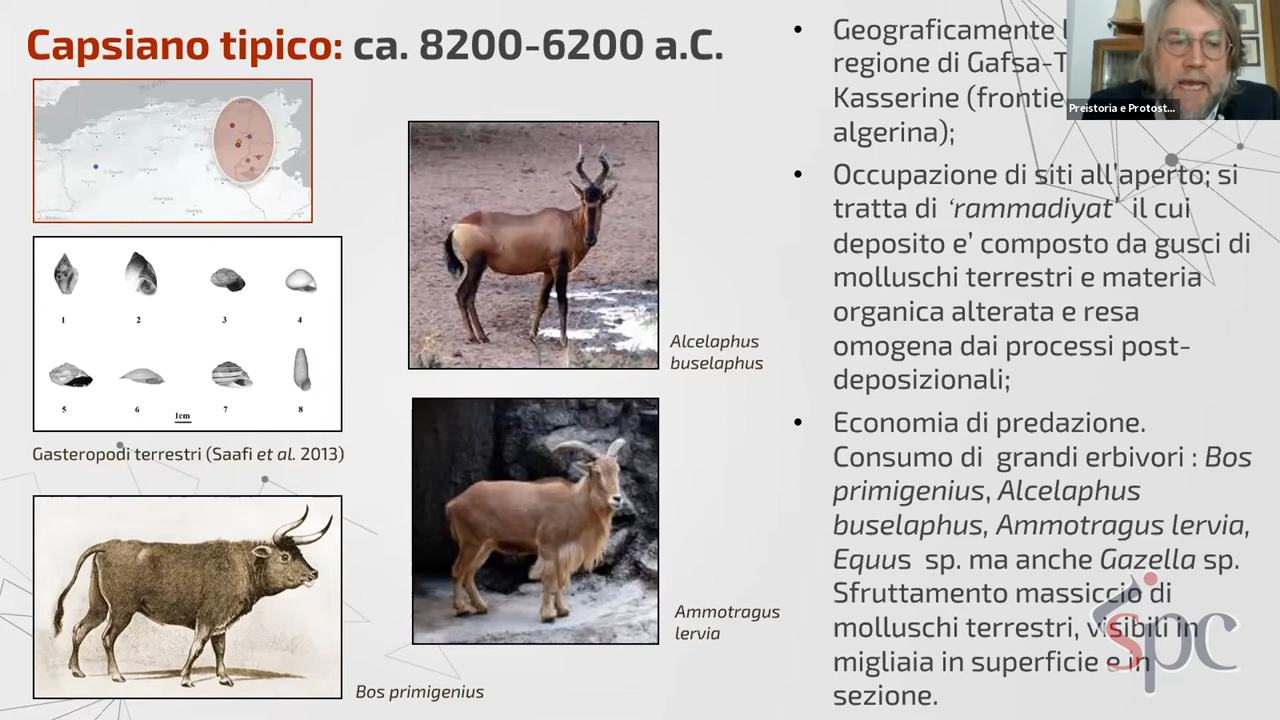 Capsiano tipico: ca. 8200-6200 a.C.
1 2 3 4
5 6 7 8
1cm
Gasteropodi terrestri (Saafi et al. 2013)
Bos primigenius
Alcelaphus
buselaphus
Ammotragus
lervia
• Geograficamente
regione di Gafsa-T
Kasserine (frontie
algerina);
• Occupazione di siti all'aperto; si
tratta di ‘rammadiyat’ il cui
deposito e’ composto da gusci di
molluschi terrestri e materia
organica alterata e resa
omogena dai processi post-
deposizionali;
• Economia di predazione.
Consumo di grandi erbivori : Bos
primigenius, Alcelaphus
buselaphus, Ammotragus lervia,
Equus sp. ma anche Gazella sp.
Sfruttamento massiccio di
molluschi terrestri, visibili in
migliaia in superficie e in
sezione.
Preistoria e Protost...
spc